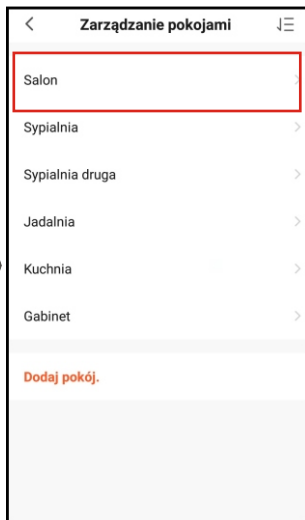 Zarządzanie pokojami
Salon
Sypialnia
Sypialnia druga
Jadalnia
Kuchnia
Gabinet
Dodaj pokój.